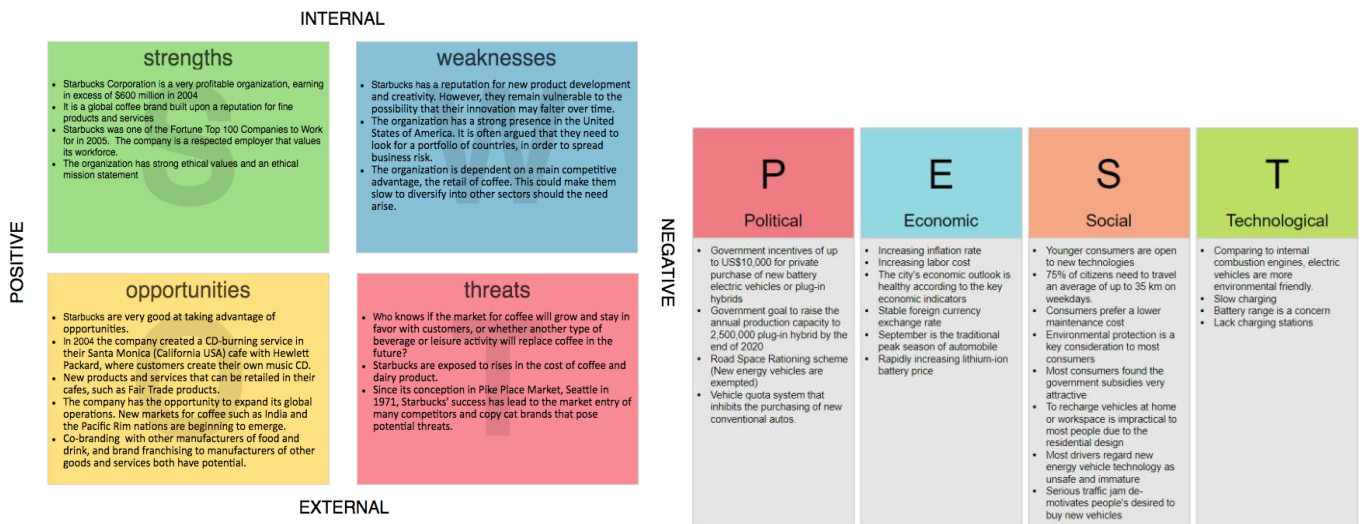 INTERNAL
strengths
• Starbucks Corporation is a very profitable organization, earning
in excess of $600 million in 2004
• It is a global coffee brand built upon a reputation for fine
products and services
• Starbucks was one of the Fortune Top 100 Companies to Work
for in 2005. The company is a respected employer that values
its workforce.
• The organization has strong ethical values and an ethical
mission statement
S
weaknesses
• Starbucks has a reputation for new product development
and creativity. However, they remain vulnerable to the
possibility that their innovation may falter over time.
• The organization has a strong presence in the United
States of America. It is often argued that they need to
look for a portfolio of countries, in order to spread
business risk.
• The organization is dependent on a main competitive
advantage, the retail of coffee. This could make them
slow to diversify into other sectors should the need
arise.
W
POSITIVE
NEGATIVE
opportunities
• Starbucks are very good at taking advantage of
opportunities.
• In 2004 the company created a CD-burning service in
their Santa Monica (California USA) cafe with Hewlett
Packard, where customers create their own music CD.
• New products and services that can be retailed in their
cafes, such as Fair Trade products.
• The company has the opportunity to expand its global
operations. New markets for coffee such as India and
the Pacific Rim nations are beginning to emerge.
• Co-branding with other manufacturers of food and
drink, and brand franchising to manufacturers of other
goods and services both have potential.
O
threats
• Who knows if the market for coffee will grow and stay in
favor with customers, or whether another type of
beverage or leisure activity will replace coffee in the
future?
• Starbucks are exposed to rises in the cost of coffee and
dairy product.
• Since its conception in Pike Place Market, Seattle in
1971, Starbucks' success has lead to the market entry of
many competitors and copy cat brands that pose
potential threats.
T
EXTERNAL
P
Political
• Government incentives of up
to US$10,000 for private
purchase of new battery
electric vehicles or plug-in
hybrids
• Government goal to raise the
annual production capacity to
2,500,000 plug-in hybrid by the
end of 2020
• Road Space Rationing scheme
(New energy vehicles are
exempted)
• Vehicle quota system that
inhibits the purchasing of new
conventional autos.
E
Economic
• Increasing inflation rate
• Increasing labor cost
• The city's economic outlook is
healthy according to the key
economic indicators
• Stable foreign currency
exchange rate
• September is the traditional
peak season of automobile
• Rapidly increasing lithium-ion
battery price
S
Social
• Younger consumers are open
to new technologies
• 75% of citizens need to travel
an average of up to 35 km on
weekdays.
• Consumers prefer a lower
maintenance cost
• Environmental protection is a
key consideration to most
consumers
• Most consumers found the
government subsidies very
attractive
• To recharge vehicles at home
or workspace is impractical to
most people due to the
residential design
• Most drivers regard new
energy vehicle technology as
unsafe and immature
• Serious traffic jam de-
motivates people's desired to
buy new vehicles
T
Technological
• Comparing to internal
combustion engines, electric
vehicles are more
environmental friendly.
• Slow charging
• Battery range is a concern
• Lack charging stations